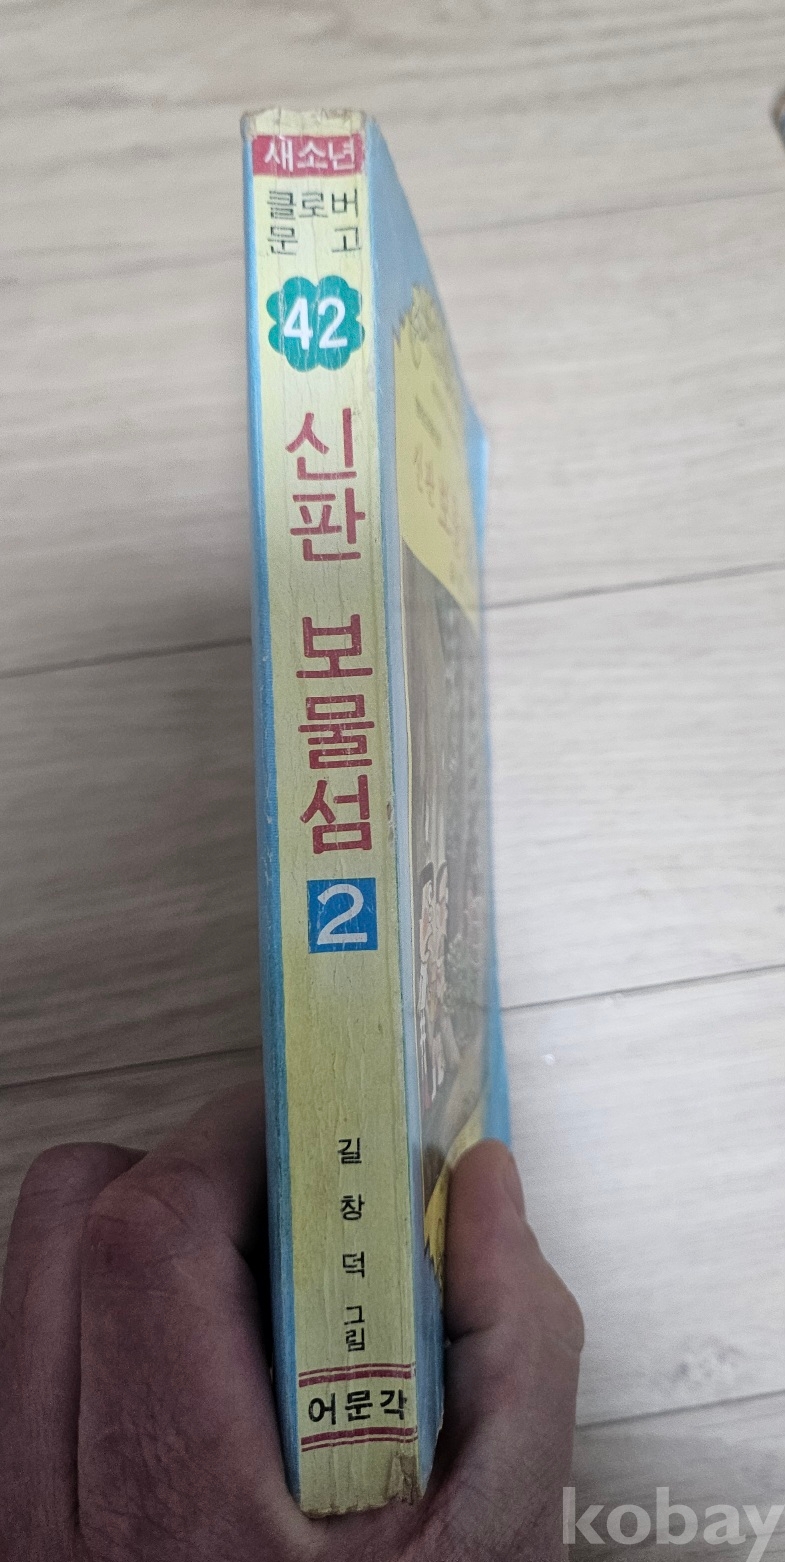 새소년
클로버
문고
42
신판 보물섬
2
길창덕 그림
어문각
kobay